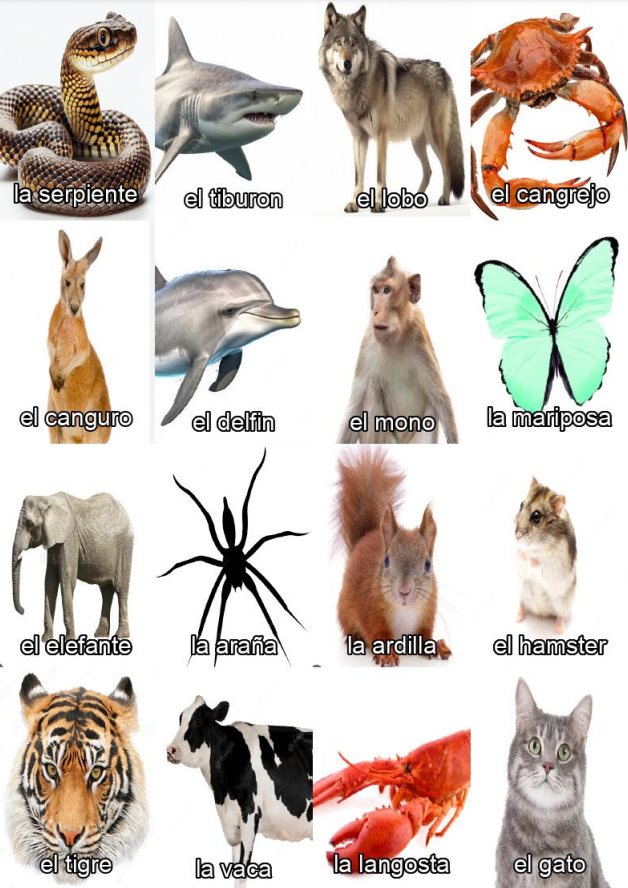 la serpiente
el tiburon
el lobo
el cangrejo
el canguro
el delfin
el mono
la mariposa
el elefante
la araña
la ardilla
el hamster
el tigre
la vaca
la langosta
el gato